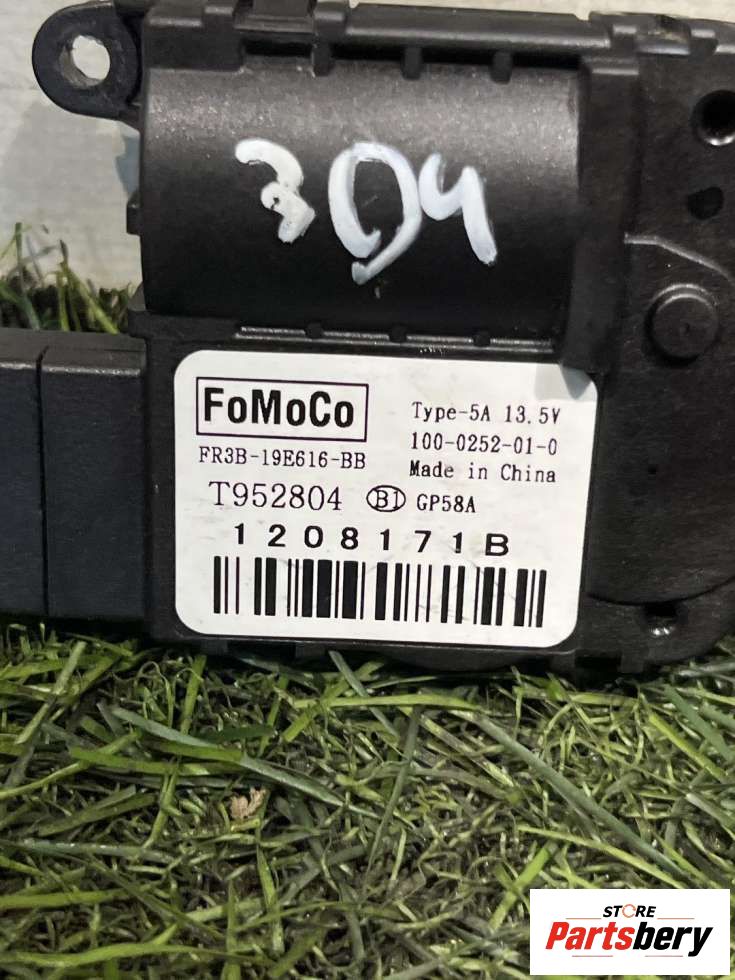 304
FoMoCo
FR3B-19E616-BB
T952804
Type-5A 13.5V
100-0252-01-0
Made in China
BI GP58A
1208171B
STORE
Partsbery